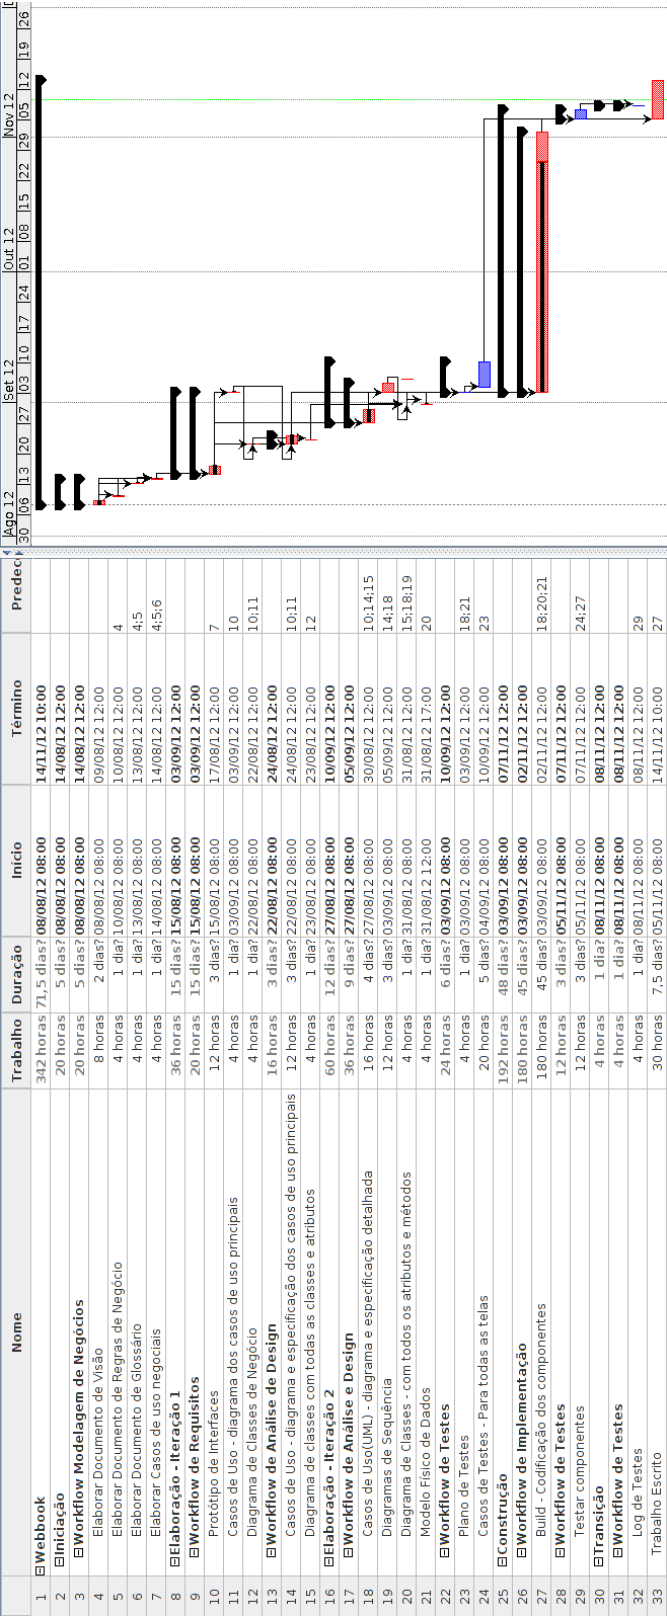 Nome Trabalho Duração Início Término Predec
1 Webbook 342 horas 71,5 dias? 08/08/12 08:00 14/11/12 10:00
2 Iniciação 20 horas 5 dias? 08/08/12 08:00 14/08/12 12:00
3 Workflow Modelagem de Negócios 20 horas 5 dias? 08/08/12 08:00 14/08/12 12:00
4 Elaborar Documento de Visão 8 horas 2 dias? 08/08/12 08:00 09/08/12 12:00
5 Elaborar Documento de Regras de Negócio 4 horas 1 dia? 10/08/12 08:00 10/08/12 12:00 4
6 Elaborar Documento de Glossário 4 horas 1 dia? 13/08/12 08:00 13/08/12 12:00 4;5
7 Elaborar Casos de uso negociais 4 horas 1 dia? 14/08/12 08:00 14/08/12 12:00 4;5;6
8 Elaboração - Iteração 1 36 horas 15 dias? 15/08/12 08:00 03/09/12 12:00
9 Workflow de Requisitos 20 horas 15 dias? 15/08/12 08:00 03/09/12 12:00
10 Protótipo de Interfaces 12 horas 3 dias? 15/08/12 08:00 17/08/12 12:00 7
11 Casos de Uso - diagrama dos casos de uso principais 4 horas 1 dia? 03/09/12 08:00 03/09/12 12:00 10
12 Diagrama de Classes de Negócio 4 horas 1 dia? 22/08/12 08:00 22/08/12 12:00 10;11
13 Workflow de Análise de Design 16 horas 3 dias? 22/08/12 08:00 24/08/12 12:00
14 Casos de Uso - diagrama e especificação dos casos de uso principais 12 horas 3 dias? 22/08/12 08:00 24/08/12 12:00 10;11
15 Diagrama de classes com todas as classes e atributos 4 horas 1 dia? 23/08/12 08:00 23/08/12 12:00 12
16 Elaboração - Iteração 2 60 horas 12 dias? 27/08/12 08:00 10/09/12 12:00
17 Workflow de Análise e Design 36 horas 9 dias? 27/08/12 08:00 05/09/12 12:00
18 Casos de Uso(UML) - diagrama e especificação detalhada 16 horas 4 dias? 27/08/12 08:00 30/08/12 12:00 10;14;15
19 Diagramas de Sequência 12 horas 3 dias? 03/09/12 08:00 05/09/12 12:00 14;18
20 Diagrama de Classes - com todos os atributos e métodos 4 horas 1 dia? 31/08/12 08:00 31/08/12 12:00 15;18;19
21 Modelo Físico de Dados 4 horas 1 dia? 31/08/12 12:00 31/08/12 17:00 20
22 Workflow de Testes 24 horas 6 dias? 03/09/12 08:00 10/09/12 12:00
23 Plano de Testes 4 horas 1 dia? 03/09/12 08:00 03/09/12 12:00 18;21
24 Casos de Testes - Para todas as telas 20 horas 5 dias? 04/09/12 08:00 10/09/12 12:00 23
25 Construção 192 horas 48 dias? 03/09/12 08:00 07/11/12 12:00
26 Workflow de Implementação 180 horas 45 dias? 03/09/12 08:00 02/11/12 12:00
27 Build - Codificação dos componentes 180 horas 45 dias? 03/09/12 08:00 02/11/12 12:00 18;20;21
28 Workflow de Testes 12 horas 3 dias? 05/11/12 08:00 07/11/12 12:00
29 Testar componentes 12 horas 3 dias? 05/11/12 08:00 07/11/12 12:00 24;27
30 Transição 4 horas 1 dia? 08/11/12 08:00 08/11/12 12:00
31 Workflow de Testes 4 horas 1 dia? 08/11/12 08:00 08/11/12 12:00
32 Log de Testes 4 horas 1 dia? 08/11/12 08:00 08/11/12 12:00 29
33 Trabalho Escrito 30 horas 7,5 dias? 05/11/12 08:00 14/11/12 10:00 27
Ago 12 Set 12 Out 12 Nov 12
30 06 13 20 27 03 10 17 24 01 08 15 22 29 05 12 19 26